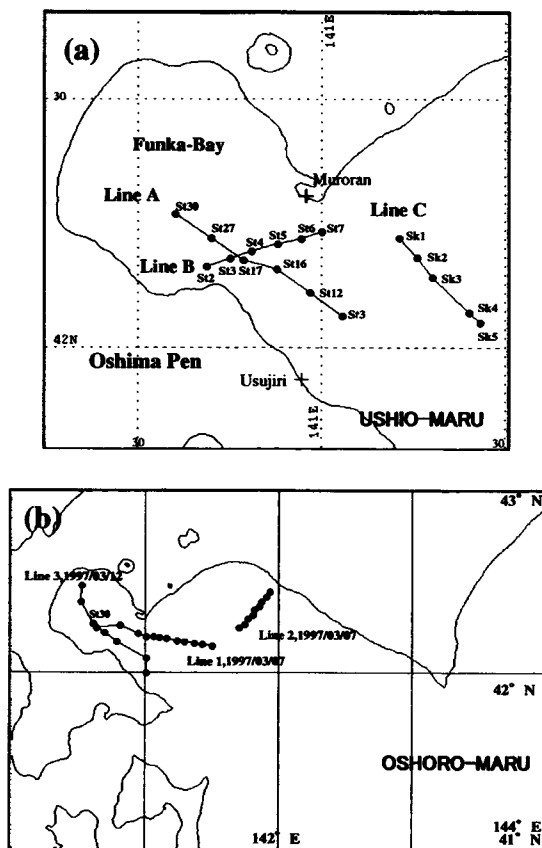 (a)
141E
30
Funka-Bay
Muroran
Line A
St30
Line C
St27
St6
St7
St5
St4
Sk1
Line B
St3
St17
St16
Sk2
St2
Sk3
St12
St3
Sk4
Sk5
42N
Oshima Pen
Usujiri
141E
USHIO-MARU
30
30
(b)
43° N
Line 3,1997/03/12
St30
Line 2,1997/03/07
Line 1,1997/03/07
42° N
OSHORO-MARU
142° E
144° E
41° N